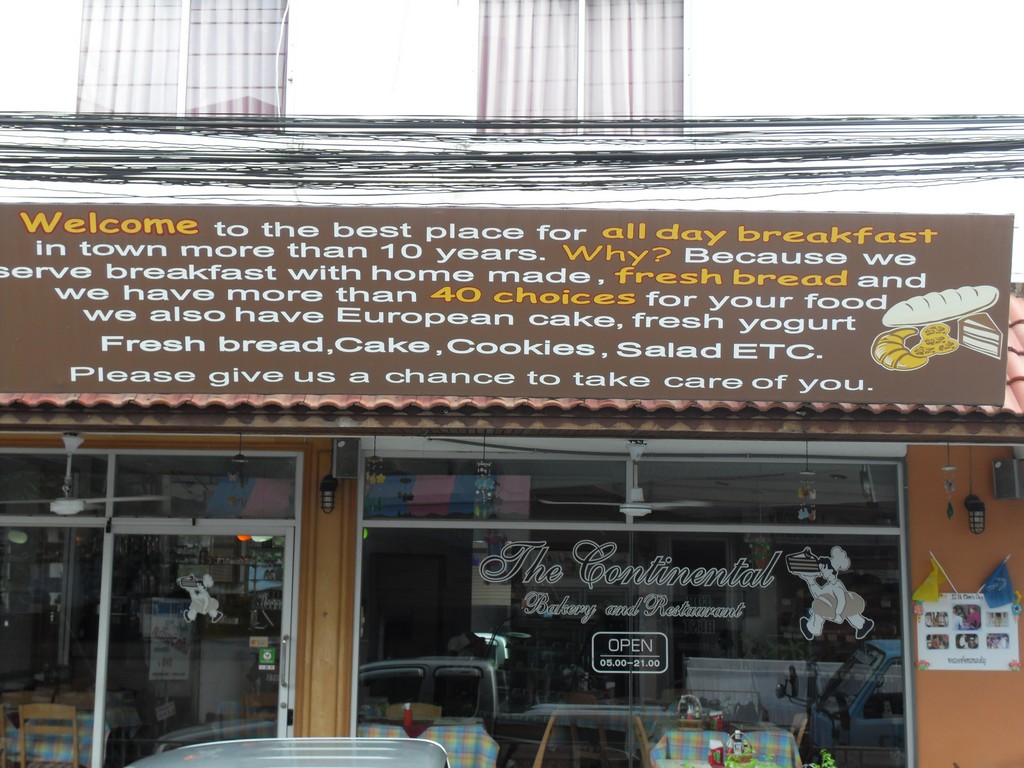 Welcome to the best place for all day breakfast
in town more than 10 years. Why? Because we
serve breakfast with home made, fresh bread and
we have more than 40 choices for your food
we also have European cake, fresh yogurt
Fresh bread,Cake,Cookies, Salad ETC.
Please give us a chance to take care of you.
The Continental
Bakery and Restaurant
OPEN
05.00-21.00